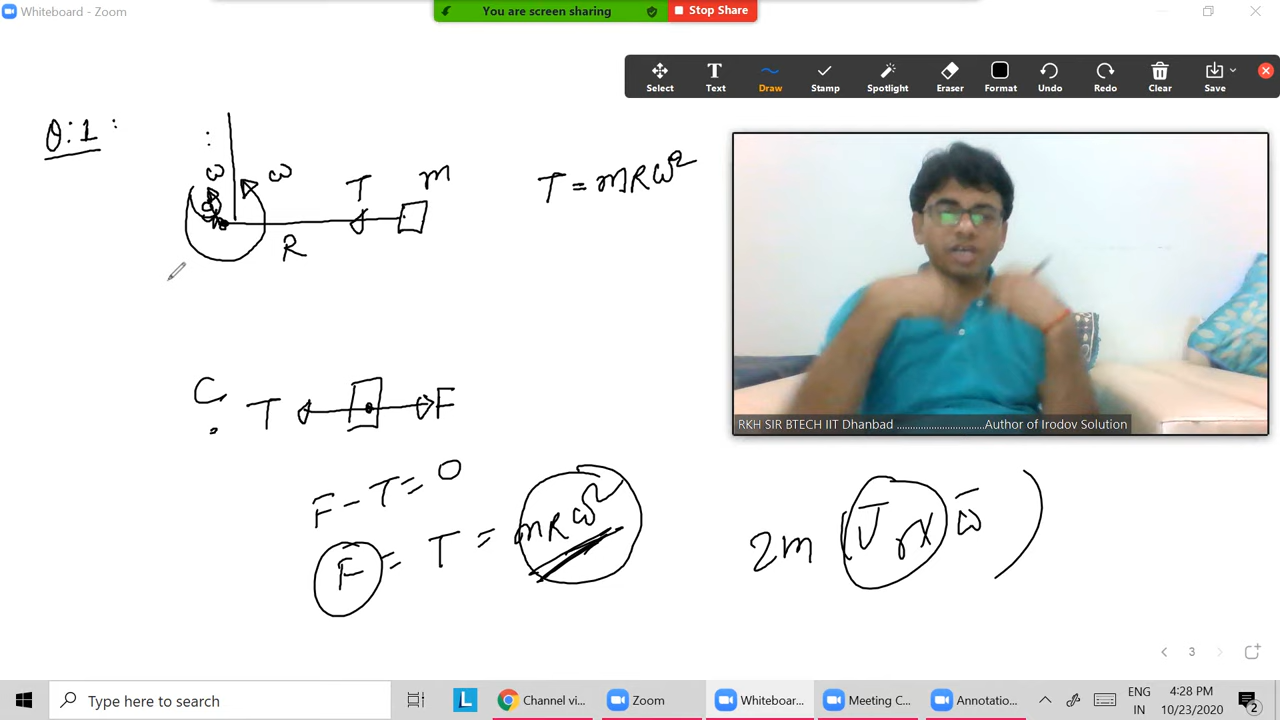 Whiteboard - Zoom
You are screen sharing
Stop Share
Select
Text
Draw
Stamp
Spotlight
Eraser
Format
Undo
Redo
Clear
Save
Q:1 :
ω
ω
T
m
R
T = mRω²
C
T
F
F - T = 0
F = T = mRω²
2m (Vr × ω̄)
RKH SIR BTECH IIT Dhanbad ................................Author of Irodov Solution
3
Type here to search
Channel vi...
Zoom
Whiteboar...
Meeting C...
Annotatio...
ENG
IN
4:28 PM
10/23/2020
2